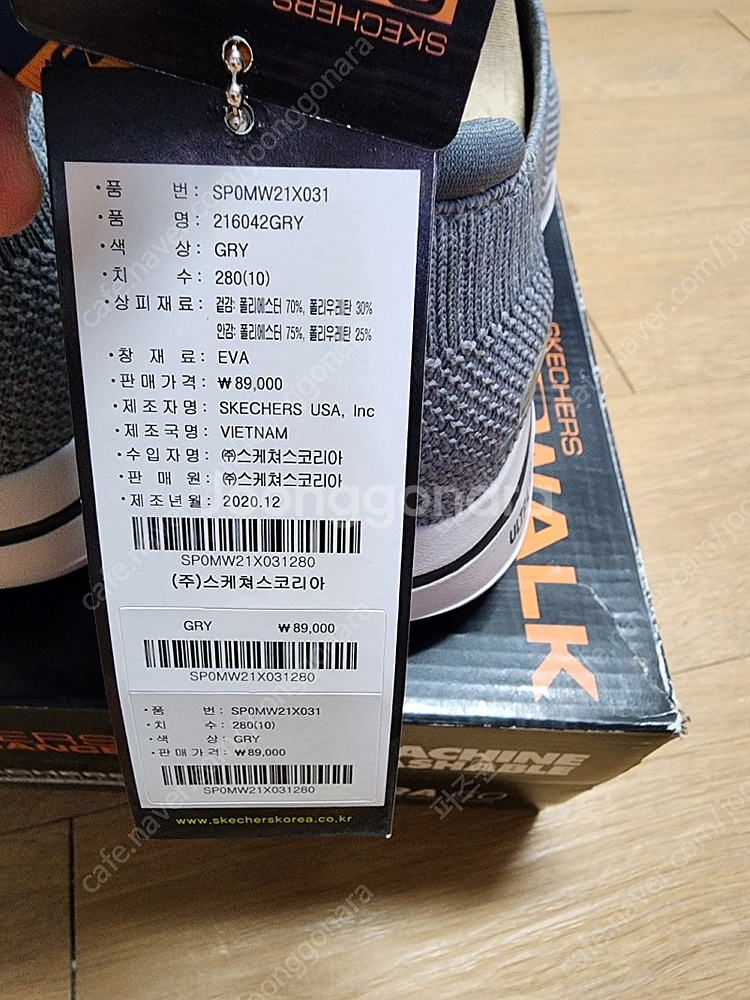 SKECHERS
·품 번: SP0MW21X031
·품 명: 216042GRY
·색 상: GRY
·치 수: 280(10)
·상피재료: 겉감: 폴리에스터 70%, 폴리우레탄 30%
안감: 폴리에스터 75%, 폴리우레탄 25%
·창 재 료: EVA
·판매가격: ₩89,000
·제조자명: SKECHERS USA, Inc
·제조국명: VIETNAM
·수입자명: ㈜스케쳐스코리아
·판 매 원: ㈜스케쳐스코리아
·제조년월: 2020.12
SP0MW21X031280
(주)스케쳐스코리아
GRY ₩89,000
SP0MW21X031280
·품 번: SP0MW21X031
·치 수: 280(10)
·색 상: GRY
·판매가격: ₩89,000
SP0MW21X031280
www.skecherskorea.co.kr
SKECHERS
WALK
MACHINE
WASHABLE
joonggonara
cafe.naver.com/joonggonara